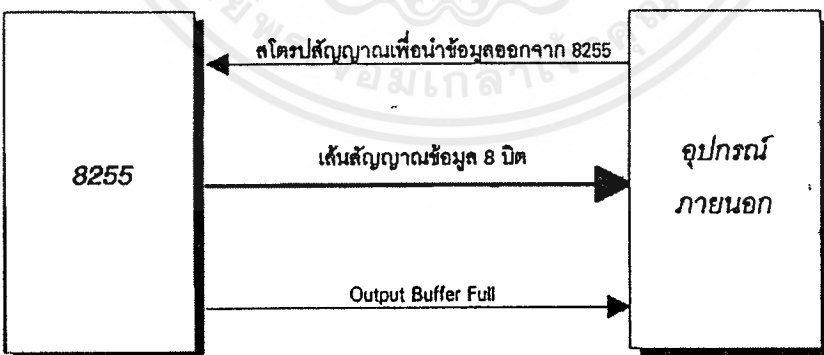 สโตรปสัญญาณเพื่อนำข้อมูลออกจาก 8255
8255
เส้นสัญญาณข้อมูล 8 บิต
อุปกรณ์
ภายนอก
Output Buffer Full